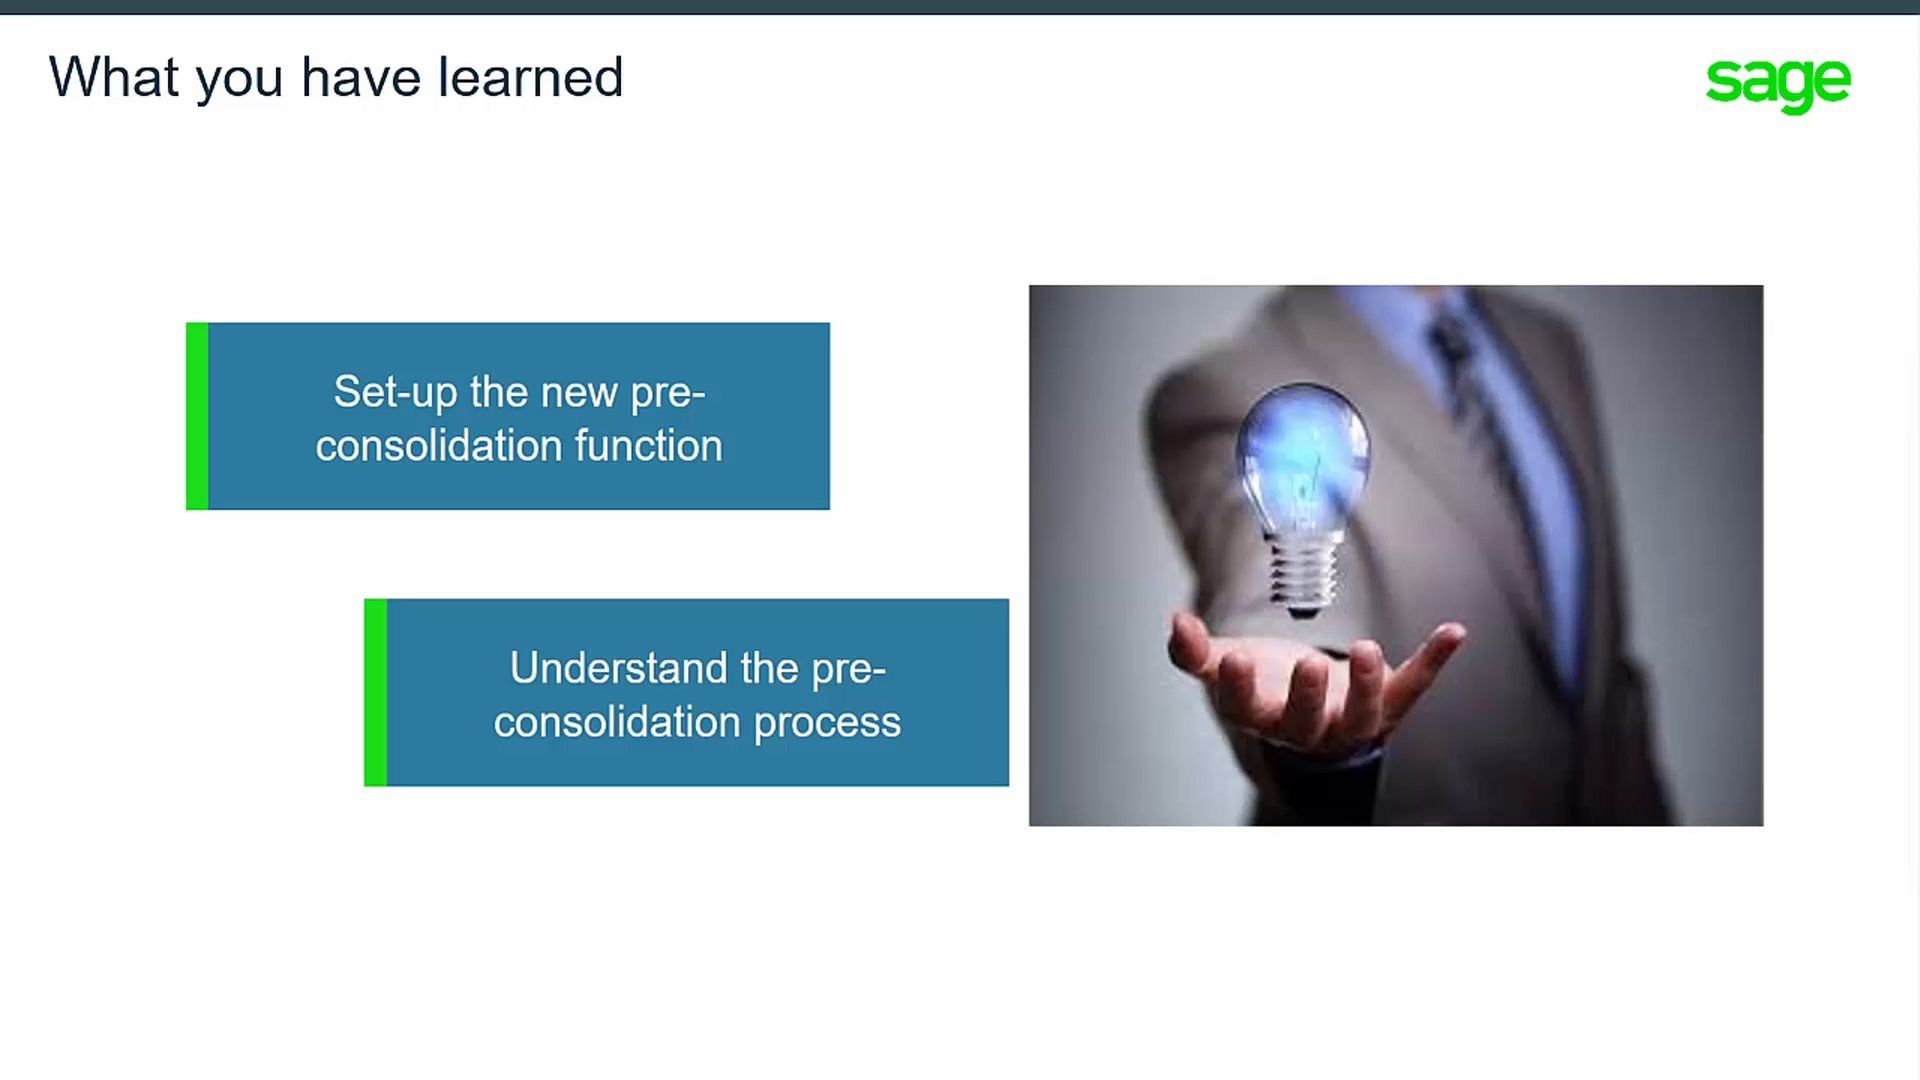 What you have learned
sage
Set-up the new pre-
consolidation function
Understand the pre-
consolidation process